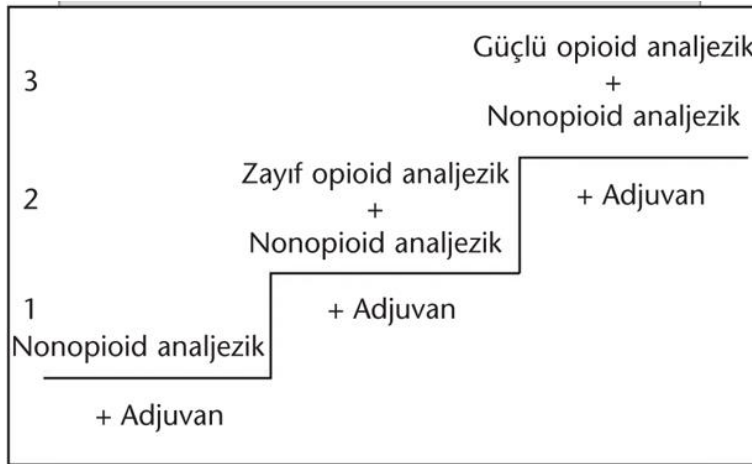 3
Güçlü opioid analjezik
+
Nonopioid analjezik
2
Zayıf opioid analjezik
+
Nonopioid analjezik
+ Adjuvan
1
+ Adjuvan
Nonopioid analjezik
+ Adjuvan